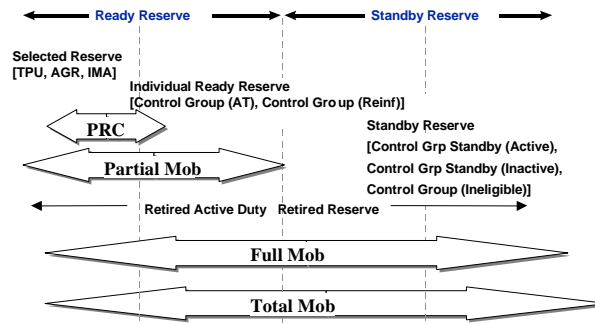 Ready Reserve
Standby Reserve
Selected Reserve
[TPU, AGR, IMA]
Individual Ready Reserve
[Control Group (AT), Control Group (Reinf)]
PRC
Standby Reserve
[Control Grp Standby (Active),
Control Grp Standby (Inactive),
Control Group (Ineligible)]
Partial Mob
Retired Active Duty Retired Reserve
Full Mob
Total Mob